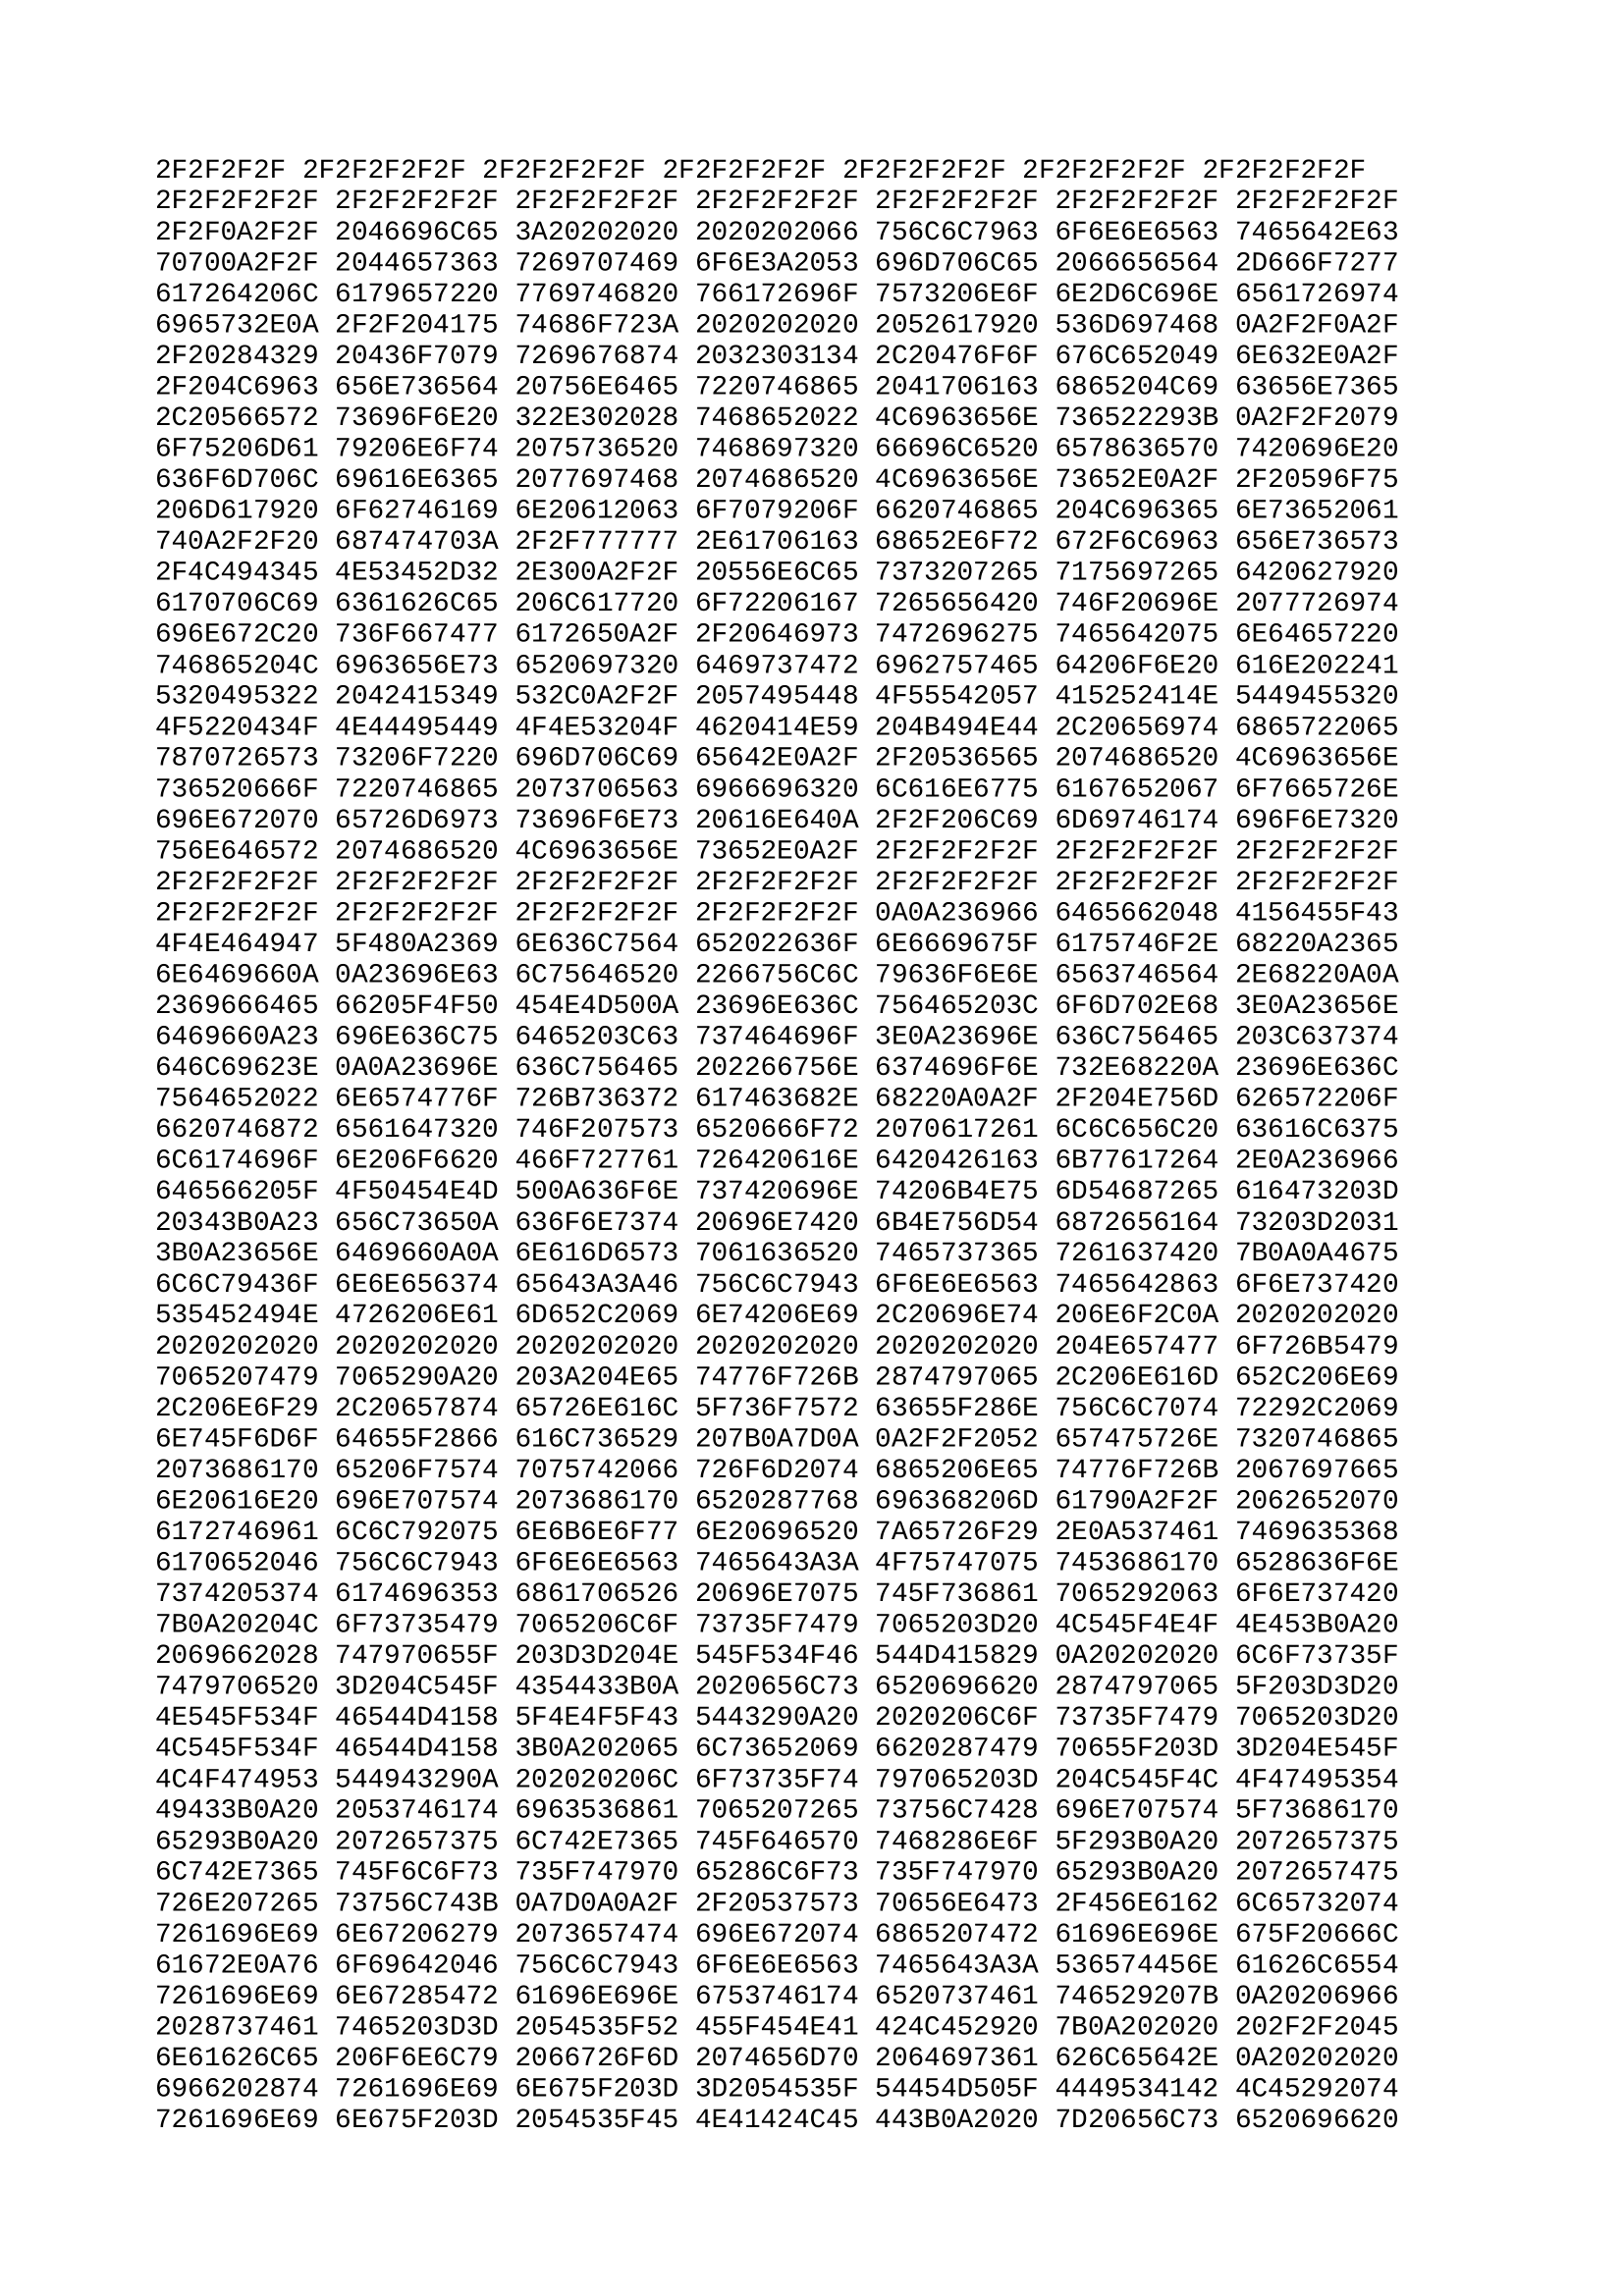 2F2F2F2F 2F2F2F2F2F 2F2F2F2F2F 2F2F2F2F2F 2F2F2F2F2F 2F2F2F2F2F 2F2F2F2F2F
2F2F2F2F2F 2F2F2F2F2F 2F2F2F2F2F 2F2F2F2F2F 2F2F2F2F2F 2F2F2F2F2F 2F2F2F2F2F
2F2F0A2F2F 2046696C65 3A20202020 2020202066 756C6C7963 6F6E6E6563 7465642E63
70700A2F2F 2044657363 7269707469 6F6E3A2053 696D706C65 2066656564 2D666F7277
617264206C 6179657220 7769746820 766172696F 7573206E6F 6E2D6C696E 6561726974
6965732E0A 2F2F204175 74686F723A 2020202020 2052617920 536D697468 0A2F2F0A2F
2F20284329 20436F7079 7269676874 2032303134 2C20476F6F 676C652049 6E632E0A2F
2F204C6963 656E736564 20756E6465 7220746865 2041706163 6865204C69 63656E7365
2C20566572 73696F6E20 322E302028 7468652022 4C6963656E 736522293B 0A2F2F2079
6F75206D61 79206E6F74 2075736520 7468697320 66696C6520 6578636570 7420696E20
636F6D706C 69616E6365 2077697468 2074686520 4C6963656E 73652E0A2F 2F20596F75
206D617920 6F62746169 6E20612063 6F7079206F 6620746865 204C696365 6E73652061
740A2F2F20 687474703A 2F2F777777 2E61706163 68652E6F72 672F6C6963 656E736573
2F4C494345 4E53452D32 2E300A2F2F 20556E6C65 7373207265 7175697265 6420627920
6170706C69 6361626C65 206C617720 6F72206167 7265656420 746F20696E 2077726974
696E672C20 736F667477 6172650A2F 2F20646973 7472696275 7465642075 6E64657220
746865204C 6963656E73 6520697320 6469737472 6962757465 64206F6E20 616E202241
5320495322 2042415349 532C0A2F2F 2057495448 4F55542057 415252414E 5449455320
4F5220434F 4E44495449 4F4E53204F 4620414E59 204B494E44 2C20656974 6865722065
7870726573 73206F7220 696D706C69 65642E0A2F 2F20536565 2074686520 4C6963656E
736520666F 7220746865 2073706563 6966696320 6C616E6775 6167652067 6F7665726E
696E672070 65726D6973 73696F6E73 20616E640A 2F2F206C69 6D69746174 696F6E7320
756E646572 2074686520 4C6963656E 73652E0A2F 2F2F2F2F2F 2F2F2F2F2F 2F2F2F2F2F
2F2F2F2F2F 2F2F2F2F2F 2F2F2F2F2F 2F2F2F2F2F 2F2F2F2F2F 2F2F2F2F2F 2F2F2F2F2F
2F2F2F2F2F 2F2F2F2F2F 2F2F2F2F2F 2F2F2F2F2F 0A0A236966 6465662048 4156455F43
4F4E464947 5F480A2369 6E636C7564 652022636F 6E6669675F 6175746F2E 68220A2365
6E6469660A 0A23696E63 6C75646520 2266756C6C 79636F6E6E 6563746564 2E68220A0A
2369666465 66205F4F50 454E4D500A 23696E636C 756465203C 6F6D702E68 3E0A23656E
6469660A23 696E636C75 6465203C63 737464696F 3E0A23696E 636C756465 203C637374
646C69623E 0A0A23696E 636C756465 202266756E 6374696F6E 732E68220A 23696E636C
7564652022 6E6574776F 726B736372 617463682E 68220A0A2F 2F204E756D 626572206F
6620746872 6561647320 746F207573 6520666F72 2070617261 6C6C656C20 63616C6375
6C6174696F 6E206F6620 466F727761 726420616E 6420426163 6B77617264 2E0A236966
646566205F 4F50454E4D 500A636F6E 737420696E 74206B4E75 6D54687265 616473203D
20343B0A23 656C73650A 636F6E7374 20696E7420 6B4E756D54 6872656164 73203D2031
3B0A23656E 6469660A0A 6E616D6573 7061636520 7465737365 7261637420 7B0A0A4675
6C6C79436F 6E6E656374 65643A3A46 756C6C7943 6F6E6E6563 7465642863 6F6E737420
535452494E 4726206E61 6D652C2069 6E74206E69 2C20696E74 206E6F2C0A 2020202020
2020202020 2020202020 2020202020 2020202020 2020202020 204E657477 6F726B5479
7065207479 7065290A20 203A204E65 74776F726B 2874797065 2C206E616D 652C206E69
2C206E6F29 2C20657874 65726E616C 5F736F7572 63655F286E 756C6C7074 72292C2069
6E745F6D6F 64655F2866 616C736529 207B0A7D0A 0A2F2F2052 657475726E 7320746865
2073686170 65206F7574 7075742066 726F6D2074 6865206E65 74776F726B 2067697665
6E20616E20 696E707574 2073686170 6520287768 696368206D 61790A2F2F 2062652070
6172746961 6C6C792075 6E6B6E6F77 6E20696520 7A65726F29 2E0A537461 7469635368
6170652046 756C6C7943 6F6E6E6563 7465643A3A 4F75747075 7453686170 6528636F6E
7374205374 6174696353 6861706526 20696E7075 745F736861 7065292063 6F6E737420
7B0A20204C 6F73735479 7065206C6F 73735F7479 7065203D20 4C545F4E4F 4E453B0A20
2069662028 747970655F 203D3D204E 545F534F46 544D415829 0A20202020 6C6F73735F
7479706520 3D204C545F 4354433B0A 2020656C73 6520696620 2874797065 5F203D3D20
4E545F534F 46544D4158 5F4E4F5F43 5443290A20 2020206C6F 73735F7479 7065203D20
4C545F534F 46544D4158 3B0A202065 6C73652069 6620287479 70655F203D 3D204E545F
4C4F474953 544943290A 202020206C 6F73735F74 797065203D 204C545F4C 4F47495354
49433B0A20 2053746174 6963536861 7065207265 73756C7428 696E707574 5F73686170
65293B0A20 2072657375 6C742E7365 745F646570 7468286E6F 5F293B0A20 2072657375
6C742E7365 745F6C6F73 735F747970 65286C6F73 735F747970 65293B0A20 2072657475
726E207265 73756C743B 0A7D0A0A2F 2F20537573 70656E6473 2F456E6162 6C65732074
7261696E69 6E67206279 2073657474 696E672074 6865207472 61696E696E 675F20666C
61672E0A76 6F69642046 756C6C7943 6F6E6E6563 7465643A3A 536574456E 61626C6554
7261696E69 6E67285472 61696E696E 6753746174 6520737461 746529207B 0A20206966
2028737461 7465203D3D 2054535F52 455F454E41 424C452920 7B0A202020 202F2F2045
6E61626C65 206F6E6C79 2066726F6D 2074656D70 2064697361 626C65642E 0A20202020
6966202874 7261696E69 6E675F203D 3D2054535F 54454D505F 4449534142 4C45292074
7261696E69 6E675F203D 2054535F45 4E41424C45 443B0A2020 7D20656C73 6520696620